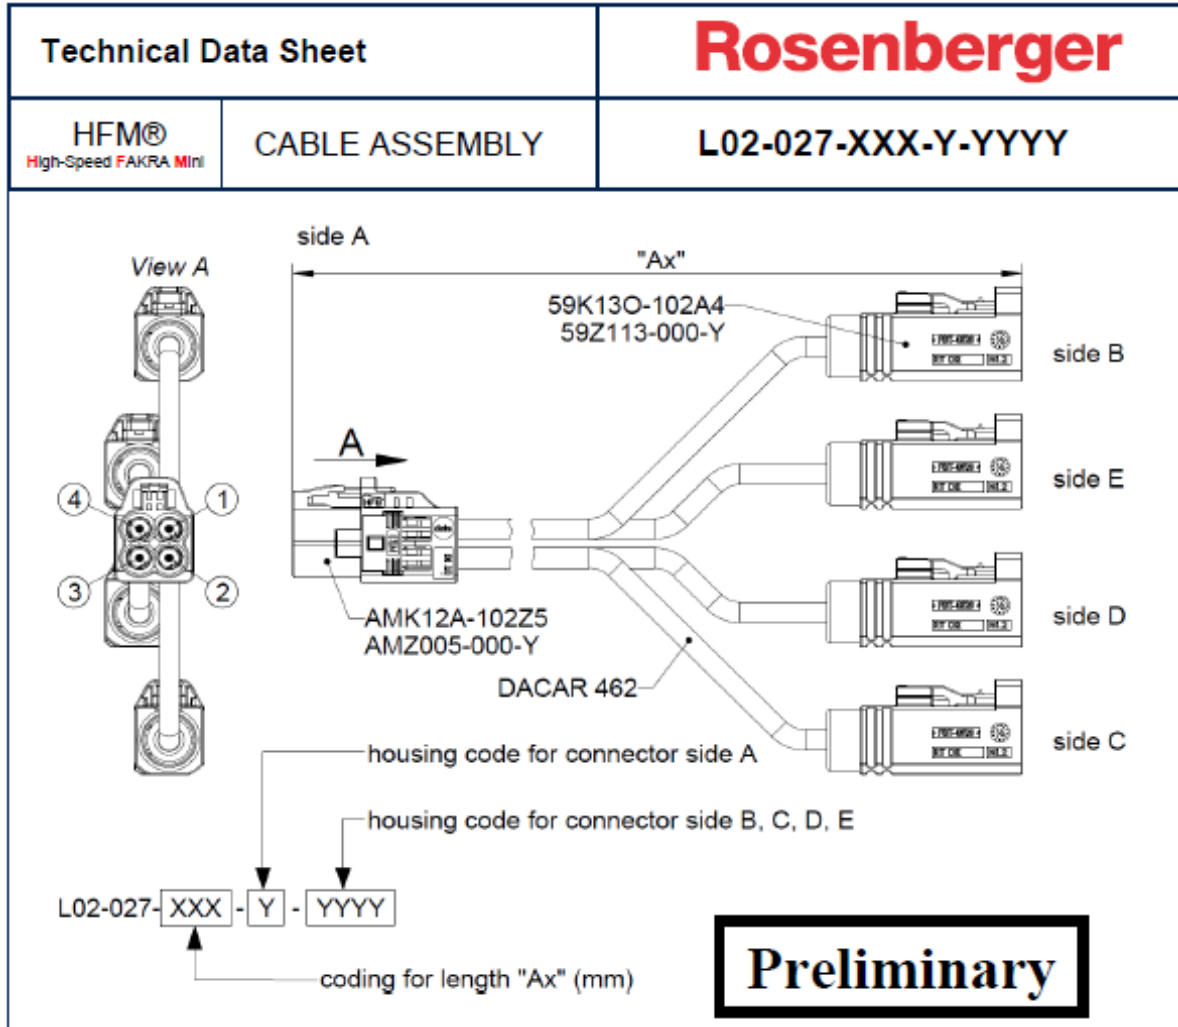 Technical Data Sheet
Rosenberger
HFM®
High-Speed FAKRA Mini
CABLE ASSEMBLY
L02-027-XXX-Y-YYYY
side A
View A
"Ax"
59K13O-102A4
59Z113-000-Y
side B
A
side E
4
1
3
2
AMK12A-102Z5
AMZ005-000-Y
side D
DACAR 462
side C
housing code for connector side A
housing code for connector side B, C, D, E
L02-027-XXX-Y-YYYY
coding for length "Ax" (mm)
Preliminary